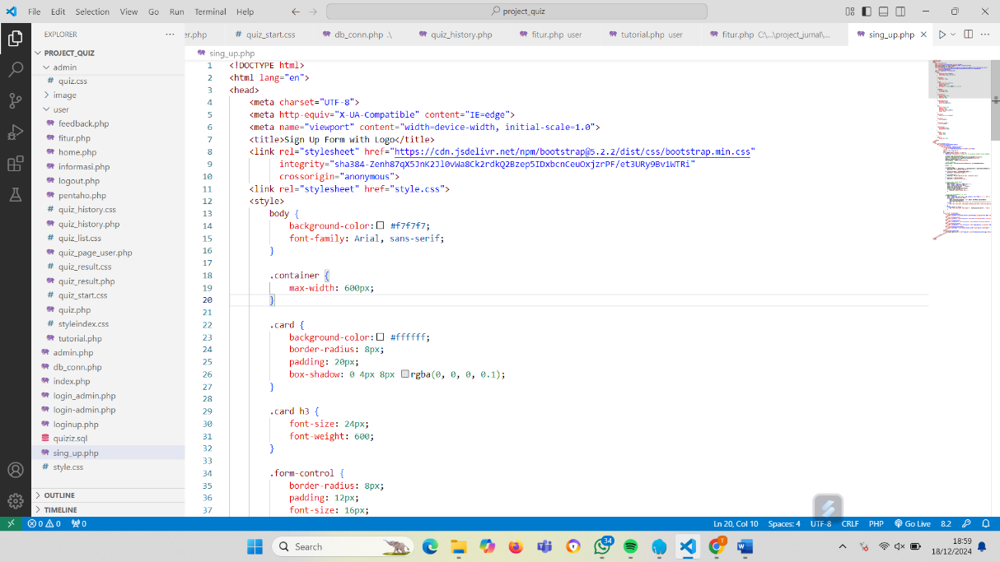 File Edit Selection View Go Run Terminal Help
project_quiz
EXPLORER
er.php
quiz_start.css
db_conn.php .\
quiz_history.php
fitur.php user
tutorial.php user
fitur.php C:\...\project_jurnal\...
sing_up.php
PROJECT_QUIZ
admin
quiz.css
image
user
feedback.php
fitur.php
home.php
informasi.php
logout.php
pentaho.php
quiz_history.css
quiz_history.php
quiz_list.css
quiz_page_user.php
quiz_result.css
quiz_result.php
quiz_start.css
quiz.php
styleindex.css
tutorial.php
admin.php
db_conn.php
index.php
login_admin.php
login-admin.php
loginup.php
quiziz.sql
sing_up.php
style.css
OUTLINE
TIMELINE
sing_up.php
1 <!DOCTYPE html>
2 <html lang="en">
3 <head>
4 <meta charset="UTF-8">
5 <meta http-equiv="X-UA-Compatible" content="IE=edge">
6 <meta name="viewport" content="width=device-width, initial-scale=1.0">
7 <title>Sign Up Form with Logo</title>
8 <link rel="stylesheet" href="https://cdn.jsdelivr.net/npm/bootstrap@5.2.2/dist/css/bootstrap.min.css"
9 integrity="sha384-Zenh87qX5JnK2Jl0vWa8Ck2rdkQ2Bzep5IDxbcnCeuOxjzrPF/et3URy9Bv1WTRi"
10 crossorigin="anonymous">
11 <link rel="stylesheet" href="style.css">
12 <style>
13 body {
14 background-color: #f7f7f7;
15 font-family: Arial, sans-serif;
16 }
17
18 .container {
19 max-width: 600px;
20 }
21
22 .card {
23 background-color: #ffffff;
24 border-radius: 8px;
25 padding: 20px;
26 box-shadow: 0 4px 8px rgba(0, 0, 0, 0.1);
27 }
28
29 .card h3 {
30 font-size: 24px;
31 font-weight: 600;
32 }
33
34 .form-control {
35 border-radius: 8px;
36 padding: 12px;
37 font-size: 16px;
0 0 0
Ln 20, Col 10 Spaces: 4 UTF-8 CRLF PHP Go Live 8.2
Search
34
18:59
18/12/2024